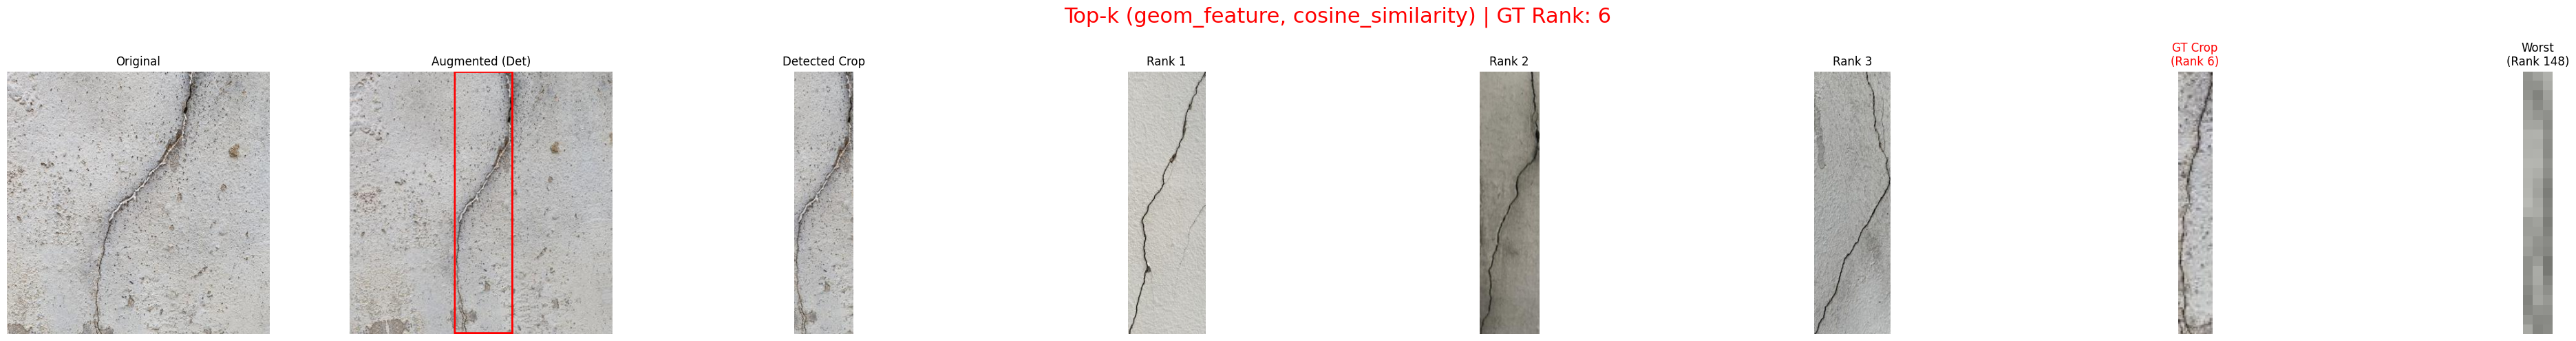 Top-k (geom_feature, cosine_similarity) | GT Rank: 6
Original
Augmented (Det)
Detected Crop
Rank 1
Rank 2
Rank 3
GT Crop
(Rank 6)
Worst
(Rank 148)